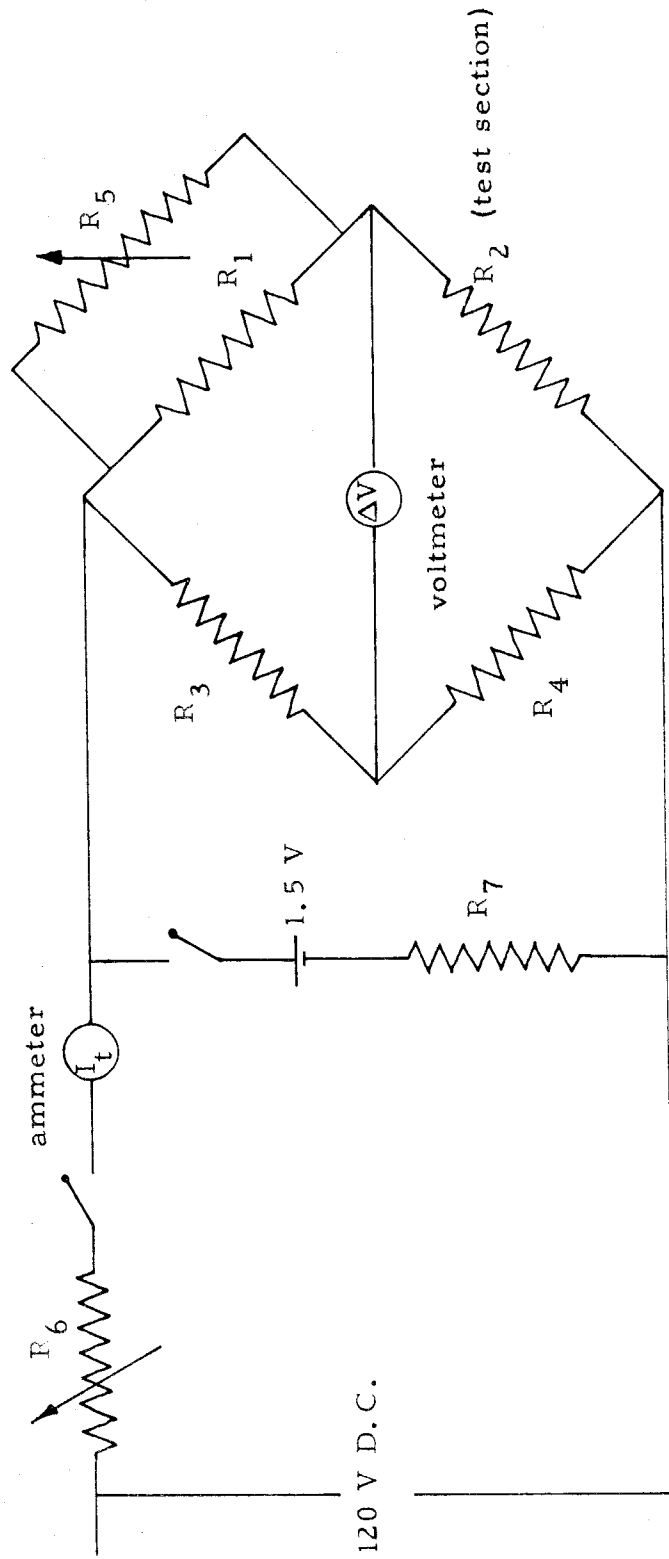 R5
R1
R2 (test section)
ΔV
voltmeter
R3
R4
1.5 V
R7
ammeter
It
R6
120 V D.C.